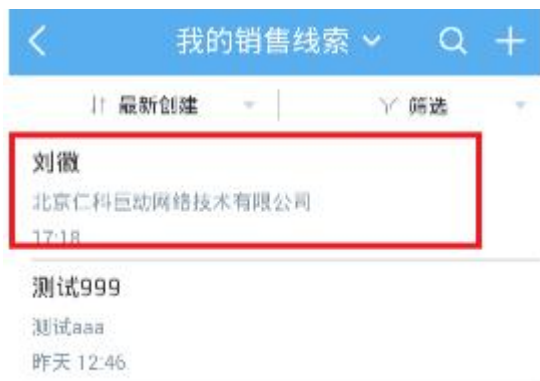 我的销售线索
最新创建 筛选
刘微
北京仁科巨动网络技术有限公司
17:18
测试999
测试aaa
昨天 12:46